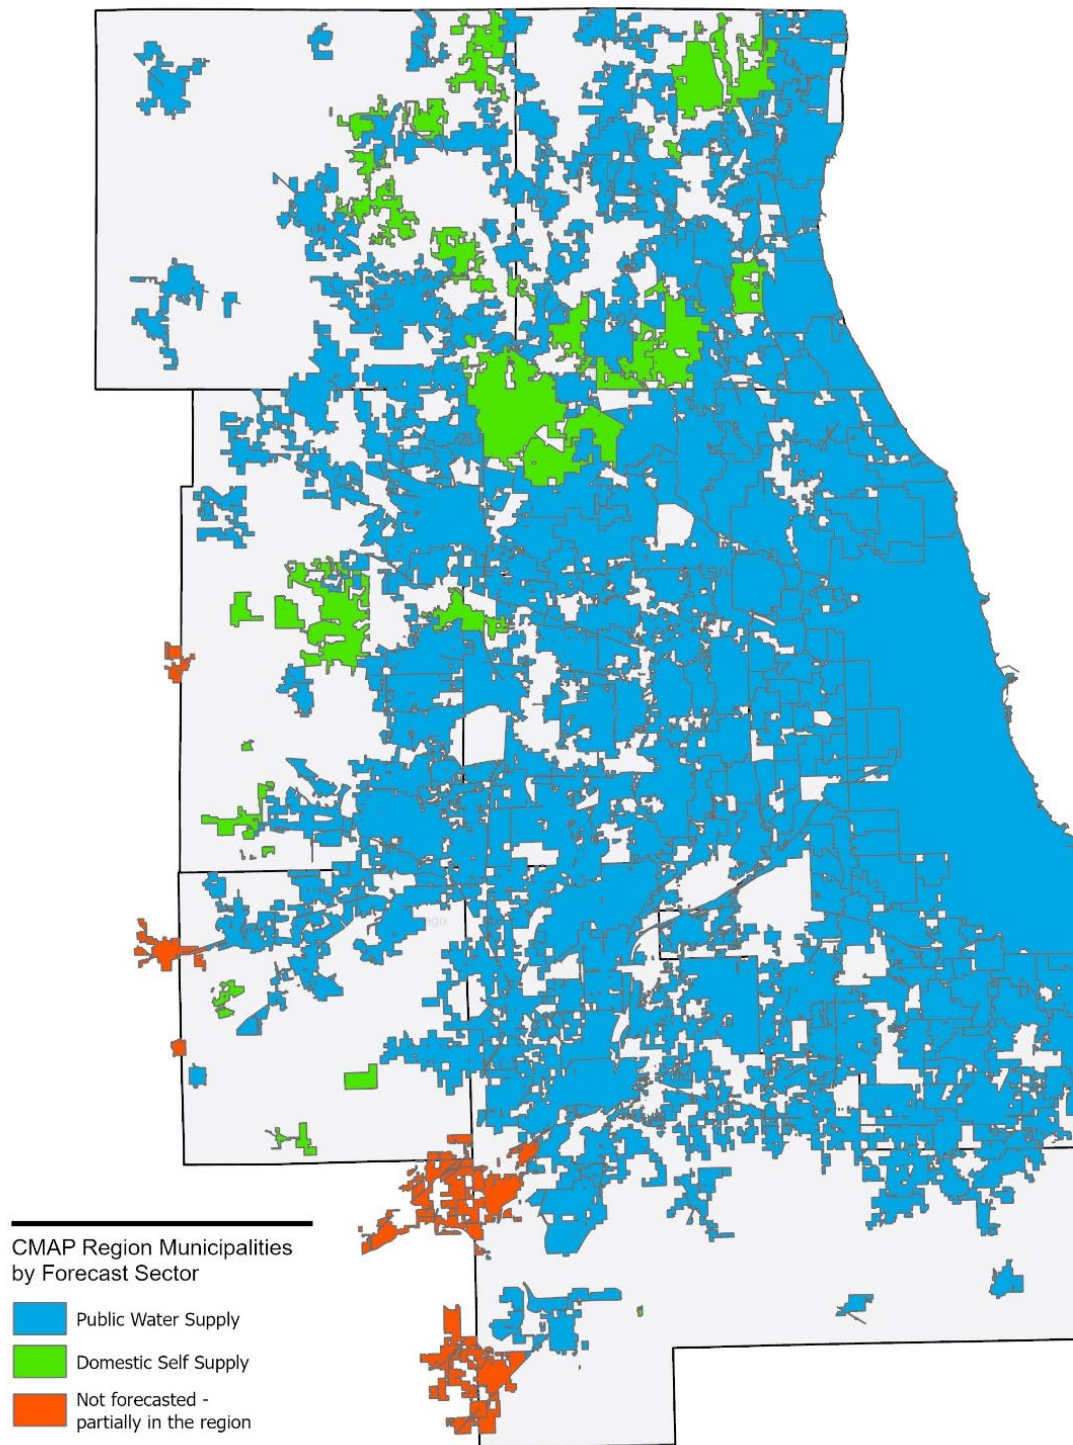 CMAP Region Municipalities
by Forecast Sector
Public Water Supply
Domestic Self Supply
Not forecasted -
partially in the region